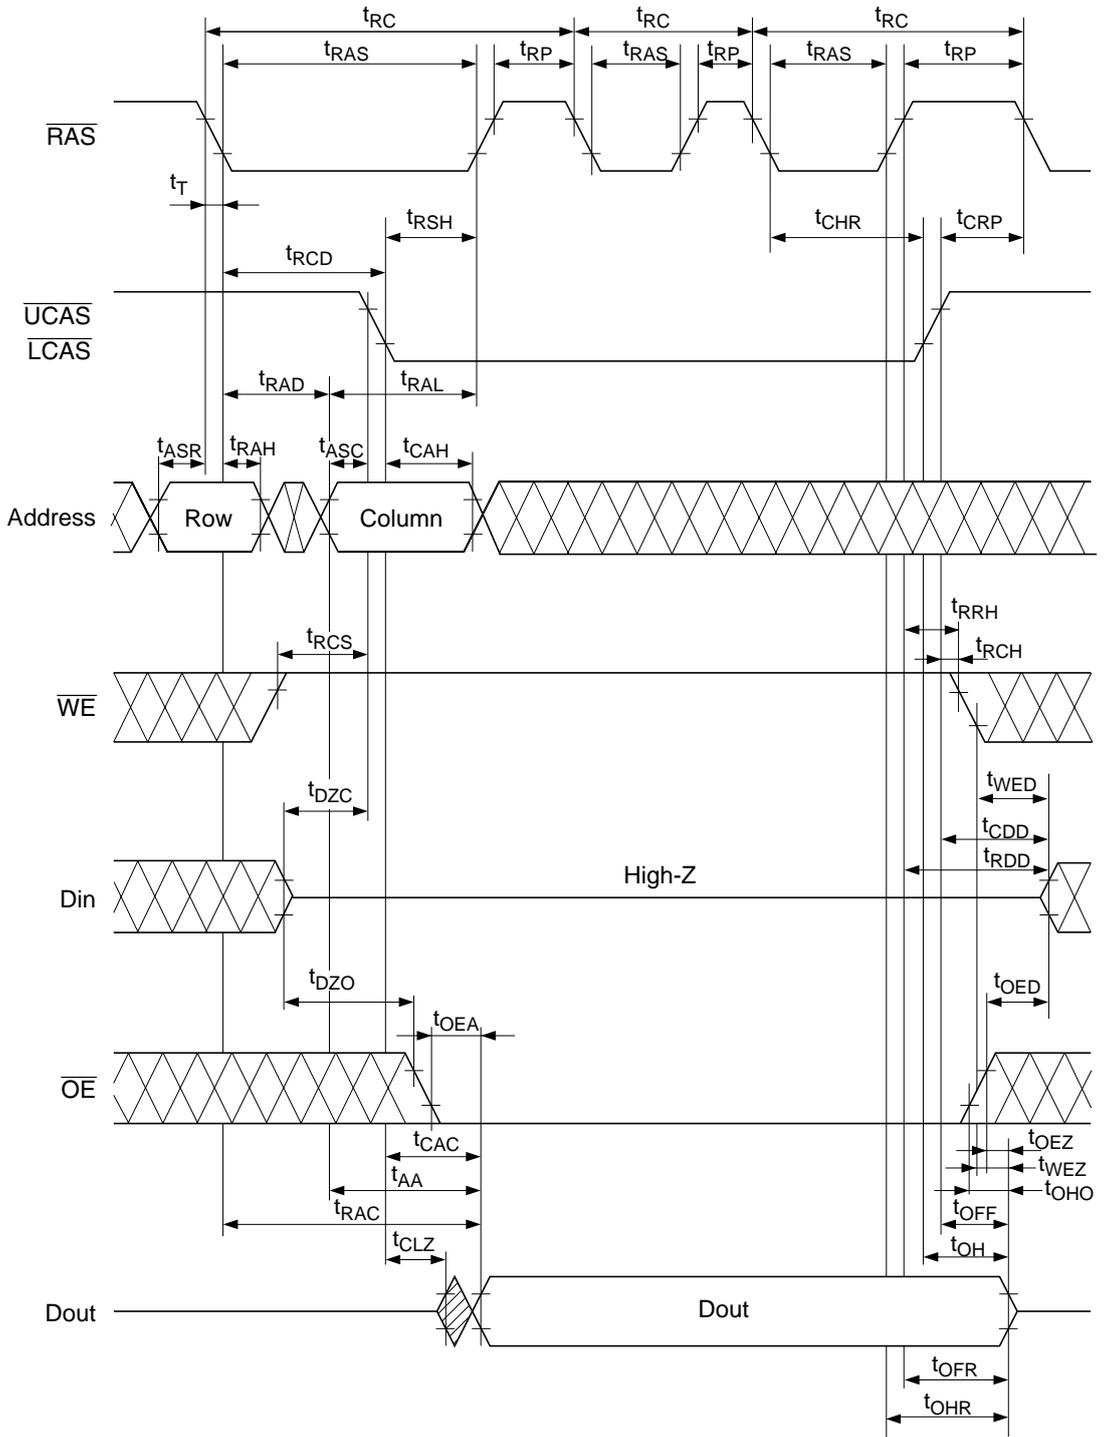 tRC tRC tRC
tRAS tRP tRAS tRP tRAS tRP
RAS
tT
tRSH tCHR tCRP
tRCD
UCAS
LCAS
tRAD tRAL
tASR tRAH tASC tCAH
Address Row Column
tRRH
tRCS tRCH
WE
tDZC tWED
tCDD
tRDD
High-Z
Din
tDZO tOED
tOEA
OE
tCAC tOEZ
tWEZ
tAA tOHO
tRAC tOFF
tCLZ tOH
Dout Dout
tOFR
tOHR